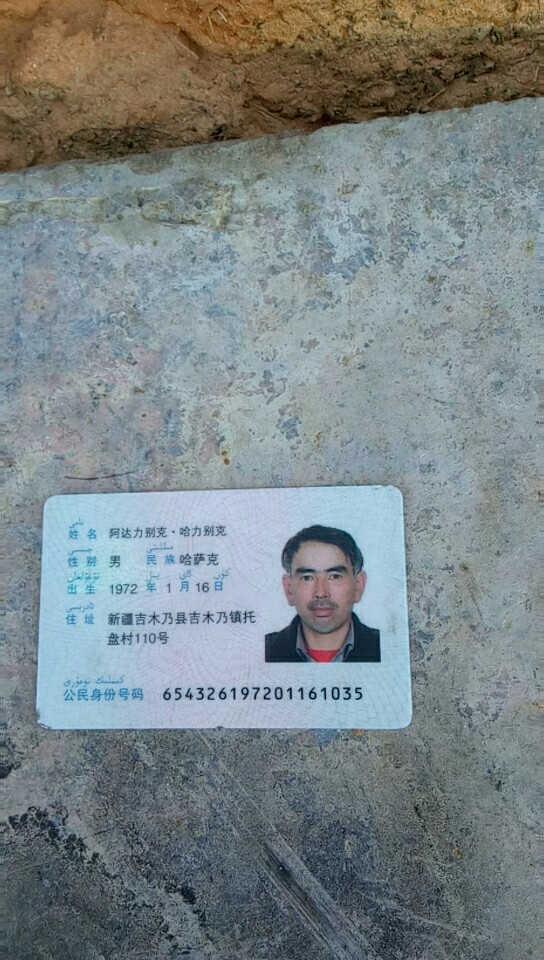 姓名 阿达力别克·哈力别克
性别 男 民族 哈萨克
出生 1972 年 1 月 16 日
住址 新疆吉木乃县吉木乃镇托
盘村110号
公民身份号码 654326197201161035